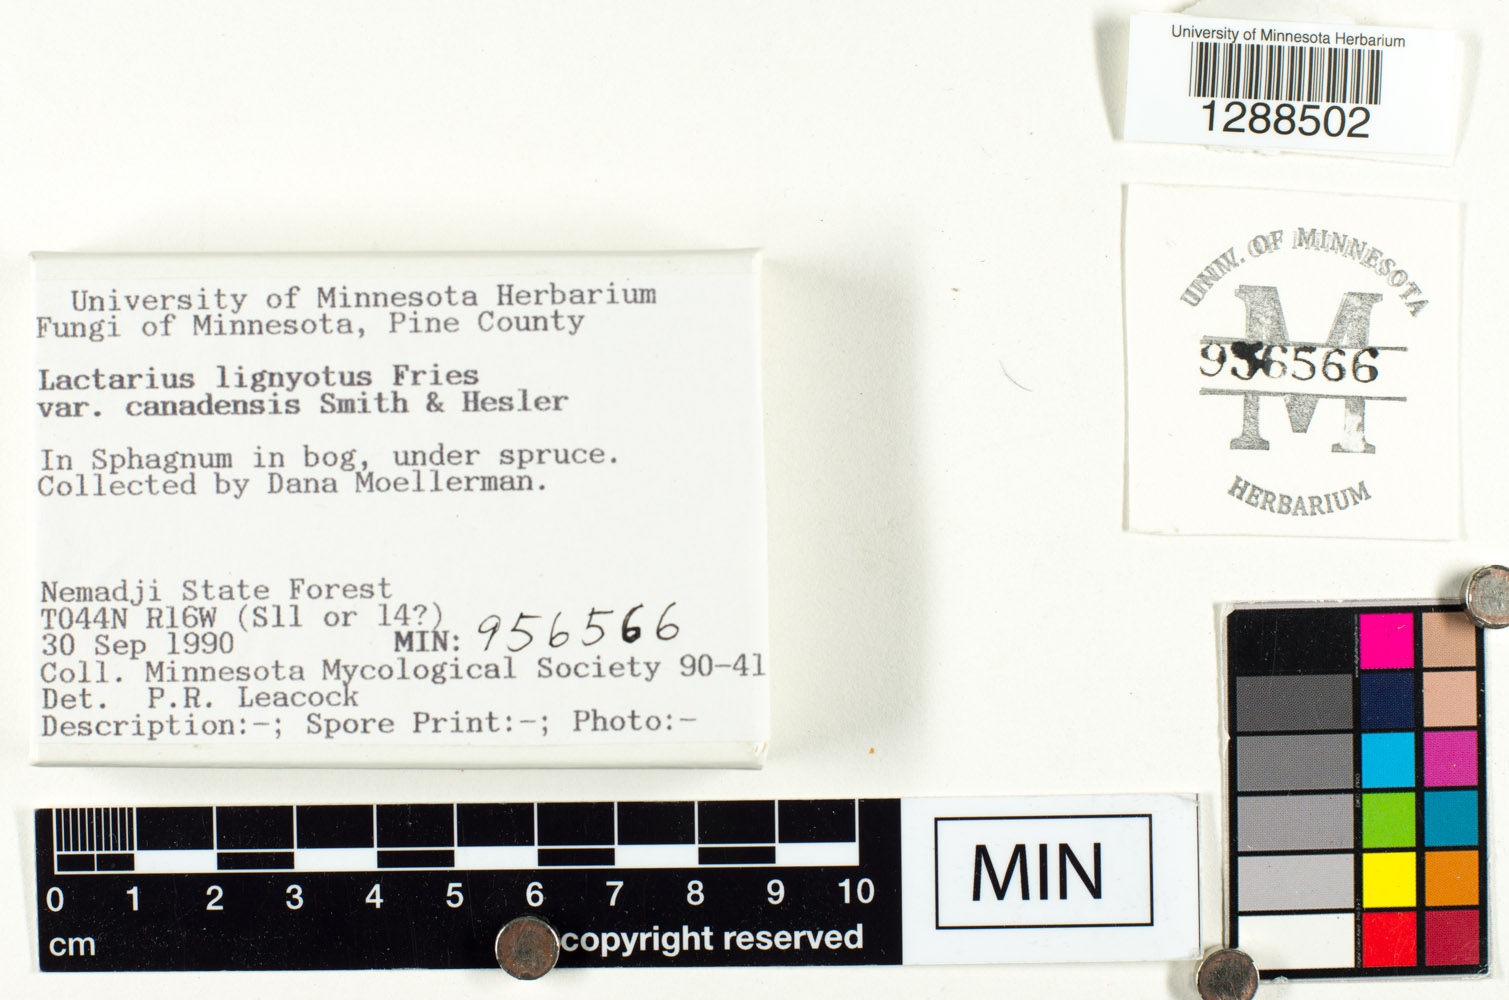 University of Minnesota Herbarium
1288502
UNIV. OF MINNESOTA
956566
HERBARIUM
University of Minnesota Herbarium
Fungi of Minnesota, Pine County
Lactarius lignyotus Fries
var. canadensis Smith & Hesler
In Sphagnum in bog, under spruce.
Collected by Dana Moellerman.
Nemadji State Forest
T044N R16W (S11 or 14?)
30 Sep 1990 MIN: 956566
Coll. Minnesota Mycological Society 90-41
Det. P.R. Leacock
Description:-; Spore Print:-; Photo:-
0 1 2 3 4 5 6 7 8 9 10
cm
copyright reserved
MIN